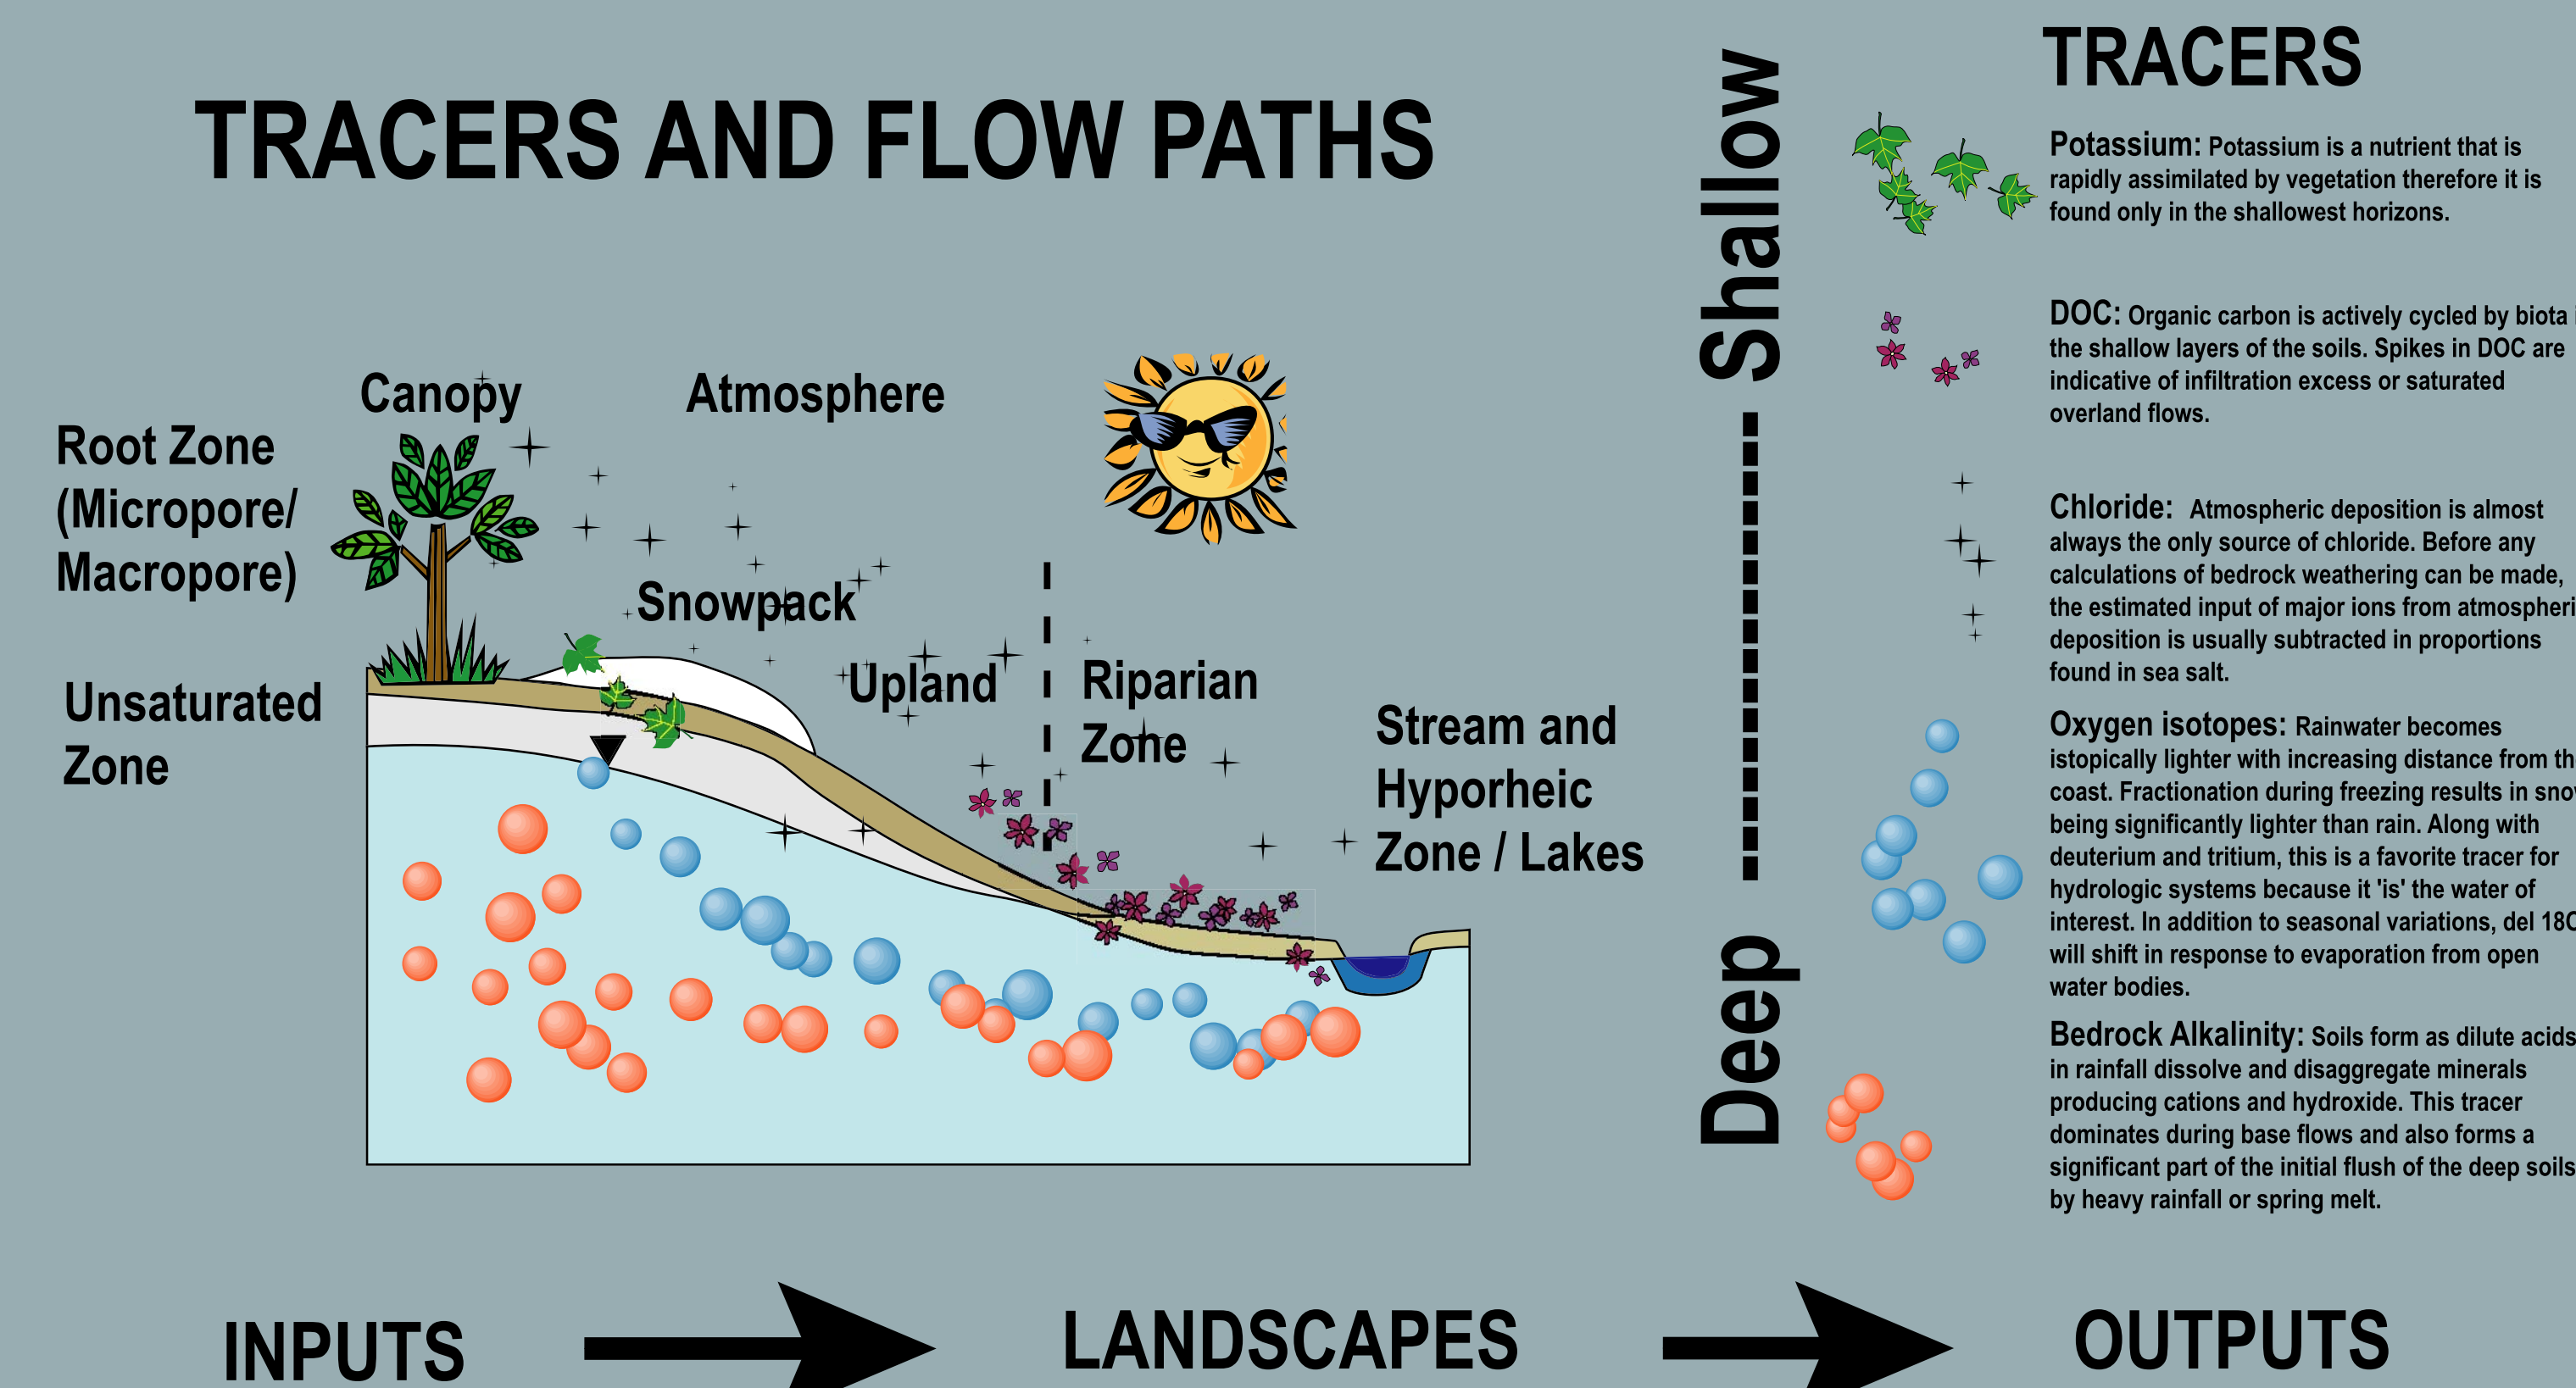 TRACERS AND FLOW PATHS
Canopy
Atmosphere
Root Zone
(Micropore/
Macropore)
Snowpack
Upland
Riparian
Zone
Unsaturated
Zone
Stream and
Hyporheic
Zone / Lakes
Shallow
Deep
TRACERS
Potassium: Potassium is a nutrient that is
rapidly assimilated by vegetation therefore it is
found only in the shallowest horizons.
DOC: Organic carbon is actively cycled by biota
the shallow layers of the soils. Spikes in DOC are
indicative of infiltration excess or saturated
overland flows.
Chloride: Atmospheric deposition is almost
always the only source of chloride. Before any
calculations of bedrock weathering can be made,
the estimated input of major ions from atmospheri
deposition is usually subtracted in proportions
found in sea salt.
Oxygen isotopes: Rainwater becomes
istopically lighter with increasing distance from th
coast. Fractionation during freezing results in sno
being significantly lighter than rain. Along with
deuterium and tritium, this is a favorite tracer for
hydrologic systems because it 'is' the water of
interest. In addition to seasonal variations, del 18O
will shift in response to evaporation from open
water bodies.
Bedrock Alkalinity: Soils form as dilute acids
in rainfall dissolve and disaggregate minerals
producing cations and hydroxide. This tracer
dominates during base flows and also forms a
significant part of the initial flush of the deep soils
by heavy rainfall or spring melt.
INPUTS
LANDSCAPES
OUTPUTS